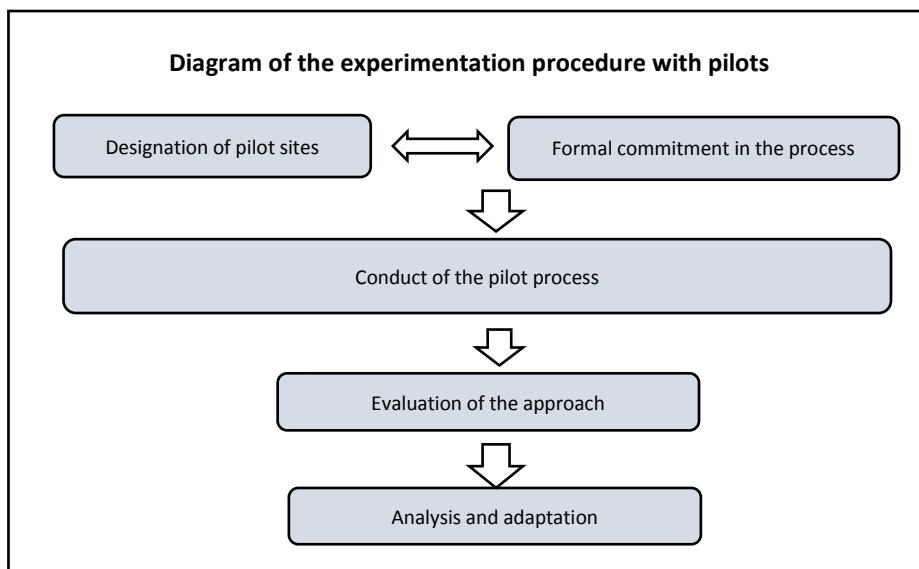 Diagram of the experimentation procedure with pilots
Designation of pilot sites
Formal commitment in the process
Conduct of the pilot process
Evaluation of the approach
Analysis and adaptation